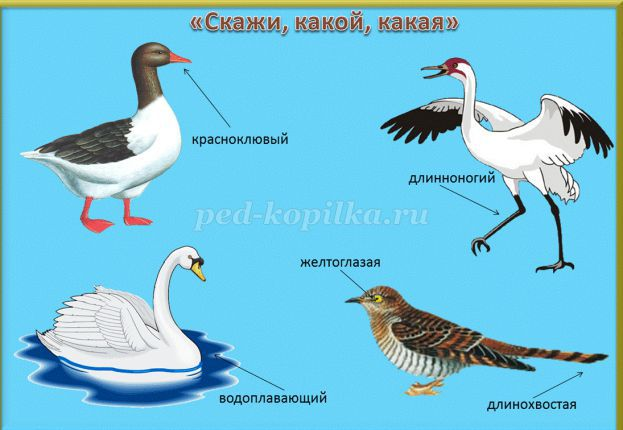 «Скажи, какой, какая»
красноклювый
длинноногий
ped-kopilka.ru
желтоглазая
водоплавающий
длинохвостая